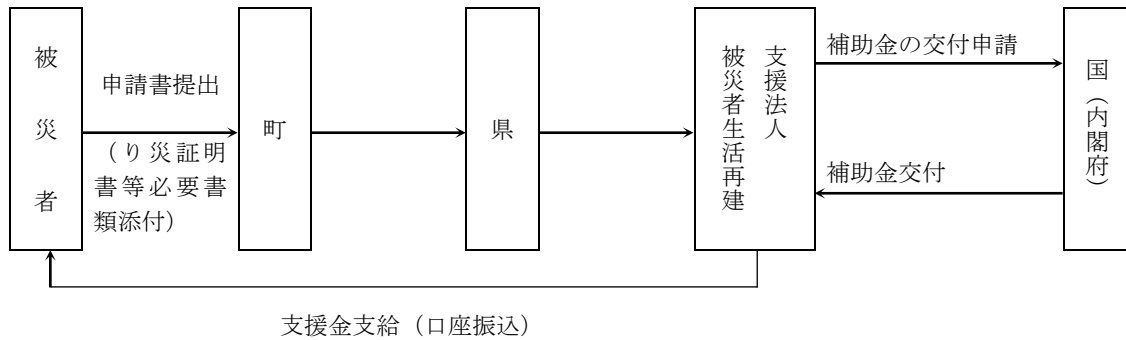 被災者
申請書提出
（り災証明
書等必要書
類添付）
町
県
被災者生活再建
支援法人
補助金の交付申請
補助金交付
国（内閣府）
支援金支給（口座振込）